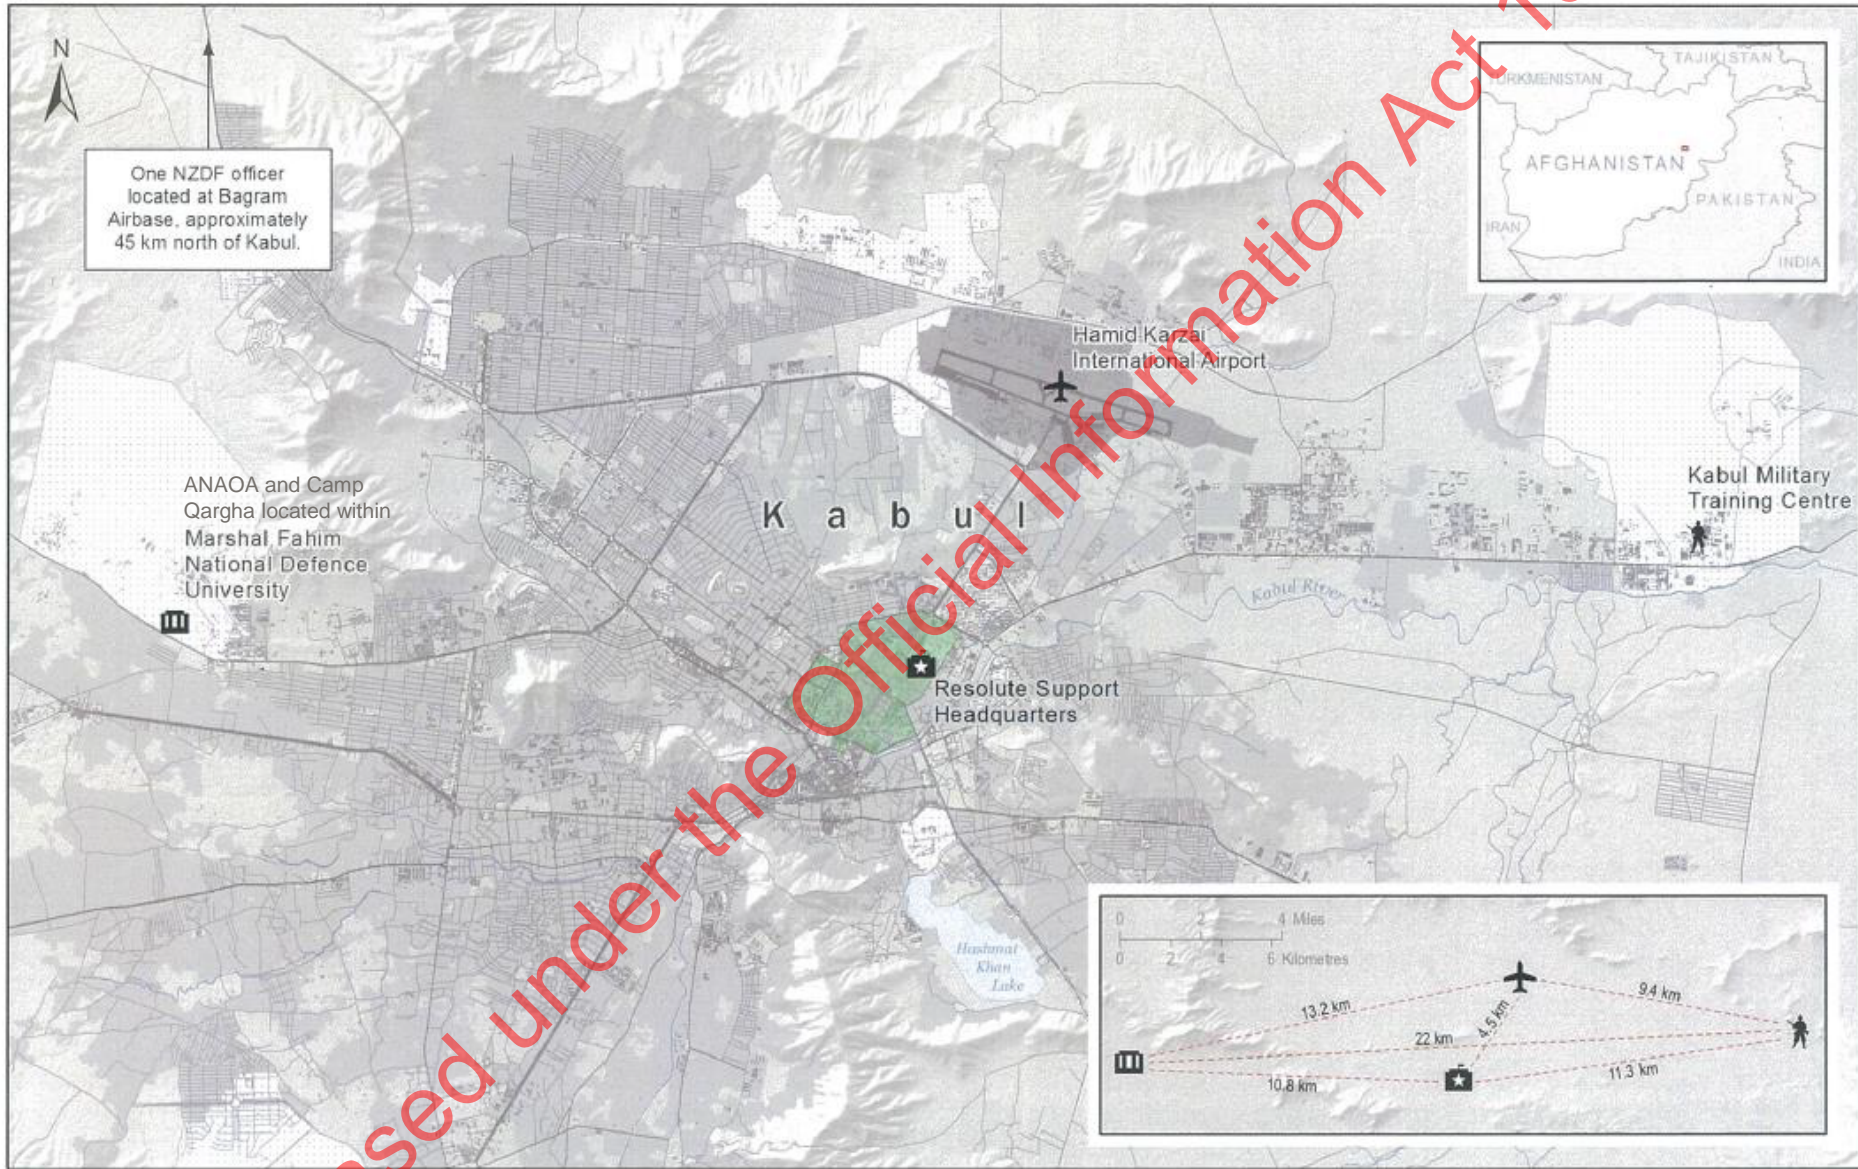 N
One NZDF officer
located at Bagram
Airbase, approximately
45 km north of Kabul.
TURKMENISTAN
TAJIKISTAN
AFGHANISTAN
PAKISTAN
IRAN
INDIA
Hamid Karzai
International Airport
Kabul
ANAOA and Camp
Qargha located within
Marshal Fahim
National Defence
University
Kabul Military
Training Centre
Kabul River
Resolute Support
Headquarters
Hashmat
Khan
Lake
0 2 4 Miles
0 2 4 6 Kilometres
13.2 km
9.4 km
4.5 km
22 km
10.8 km
11.3 km
ased under the Official Information Act